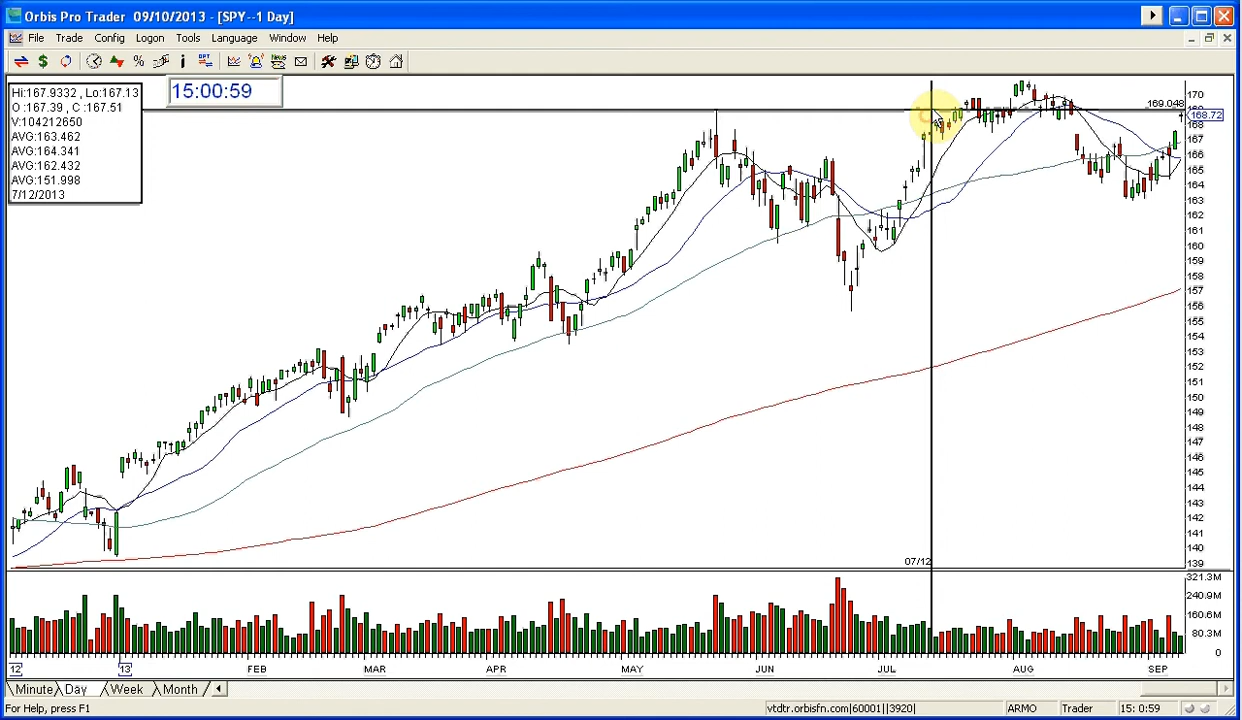 Orbis Pro Trader 09/10/2013 - [SPY--1 Day]
File Trade Config Logon Tools Language Window Help
Hi:167.9332 , Lo:167.13
O :167.39 , C :167.51
V:104212650
AVG:163.462
AVG:164.341
AVG:162.432
AVG:151.998
7/12/2013
15:00:59
169.048
170
168.72
168
167
166
165
164
163
162
161
160
159
158
157
156
155
154
153
152
151
150
149
148
147
146
145
144
143
142
141
140
139
07/12
321.3M
240.9M
160.6M
80.3M
0
12 13 FEB MAR APR MAY JUN JUL AUG SEP
Minute Day Week Month
For Help, press F1 vtdtr.orbisfn.com|60001||3920| ARMO Trader 15: 0:59